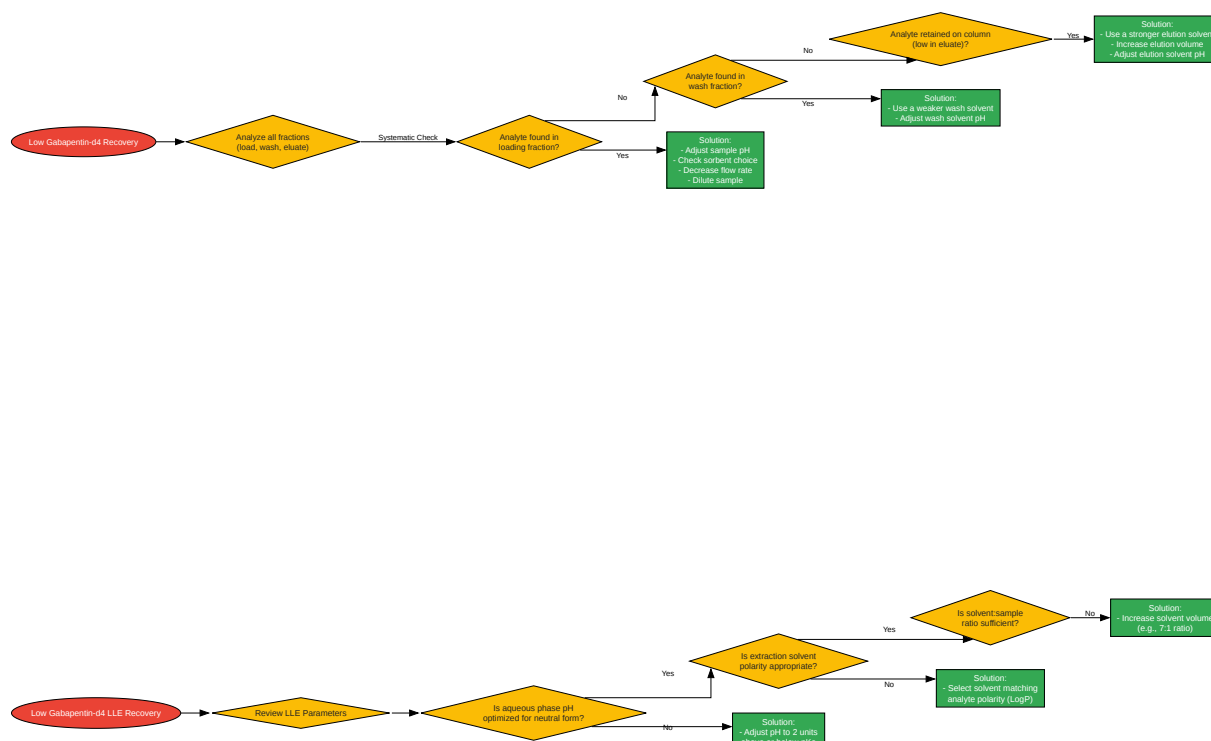 Low Gabapentin-d4 Recovery
Analyze all fractions
(load, wash, eluate)
Systematic Check
Analyte found in
loading fraction?
No
Yes
Solution:
- Adjust sample pH
- Check sorbent choice
- Decrease flow rate
- Dilute sample
Analyte found in
wash fraction?
No
Yes
Solution:
- Use a weaker wash solvent
- Adjust wash solvent pH
Analyte retained on column
(low in eluate)?
Yes
Solution:
- Use a stronger elution solvent
- Increase elution volume
- Adjust elution solvent pH
Low Gabapentin-d4 LLE Recovery
Review LLE Parameters
Is aqueous phase pH
optimized for neutral form?
Yes
No
Solution:
- Adjust pH to 2 units
above or below pKa
Is extraction solvent
polarity appropriate?
Yes
No
Solution:
- Select solvent matching
analyte polarity (LogP)
Is solvent:sample
ratio sufficient?
No
Solution:
- Increase solvent volume
(e.g., 7:1 ratio)